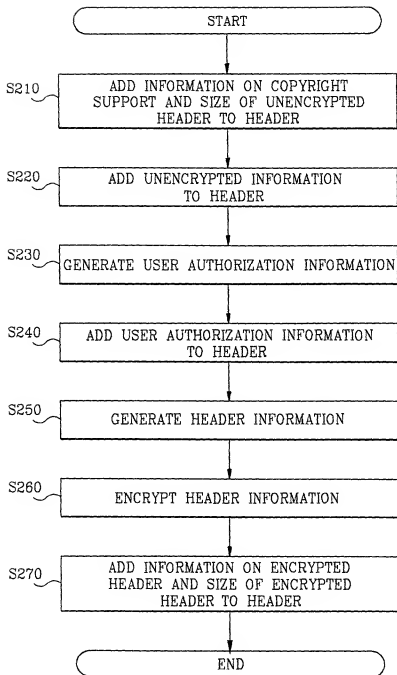 START
S210
ADD INFORMATION ON COPYRIGHT
SUPPORT AND SIZE OF UNENCRYPTED
HEADER TO HEADER
S220
ADD UNENCRYPTED INFORMATION
TO HEADER
S230
GENERATE USER AUTHORIZATION INFORMATION
S240
ADD USER AUTHORIZATION INFORMATION
TO HEADER
S250
GENERATE HEADER INFORMATION
S260
ENCRYPT HEADER INFORMATION
S270
ADD INFORMATION ON ENCRYPTED
HEADER AND SIZE OF ENCRYPTED
HEADER TO HEADER
END